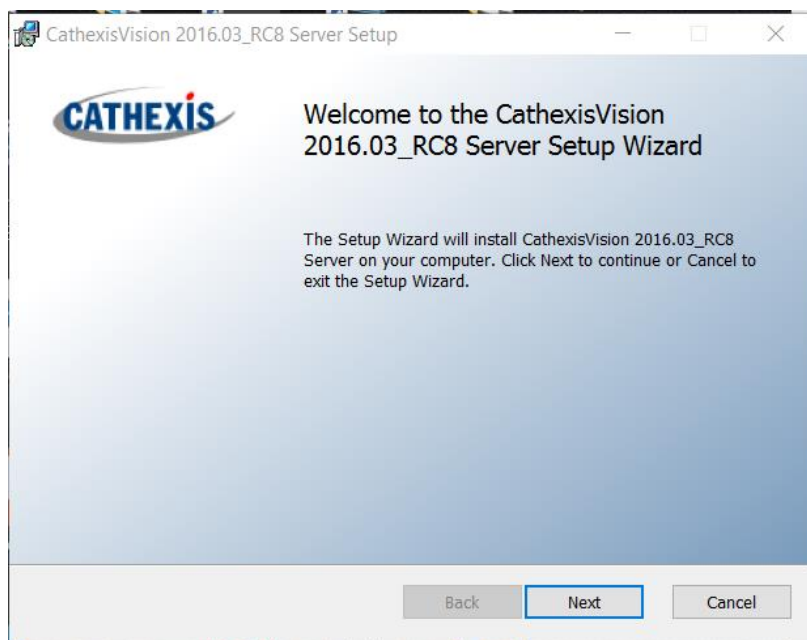 CathexisVision 2016.03_RC8 Server Setup
CATHEXIS
Welcome to the CathexisVision
2016.03_RC8 Server Setup Wizard
The Setup Wizard will install CathexisVision 2016.03_RC8
Server on your computer. Click Next to continue or Cancel to
exit the Setup Wizard.
Back Next Cancel